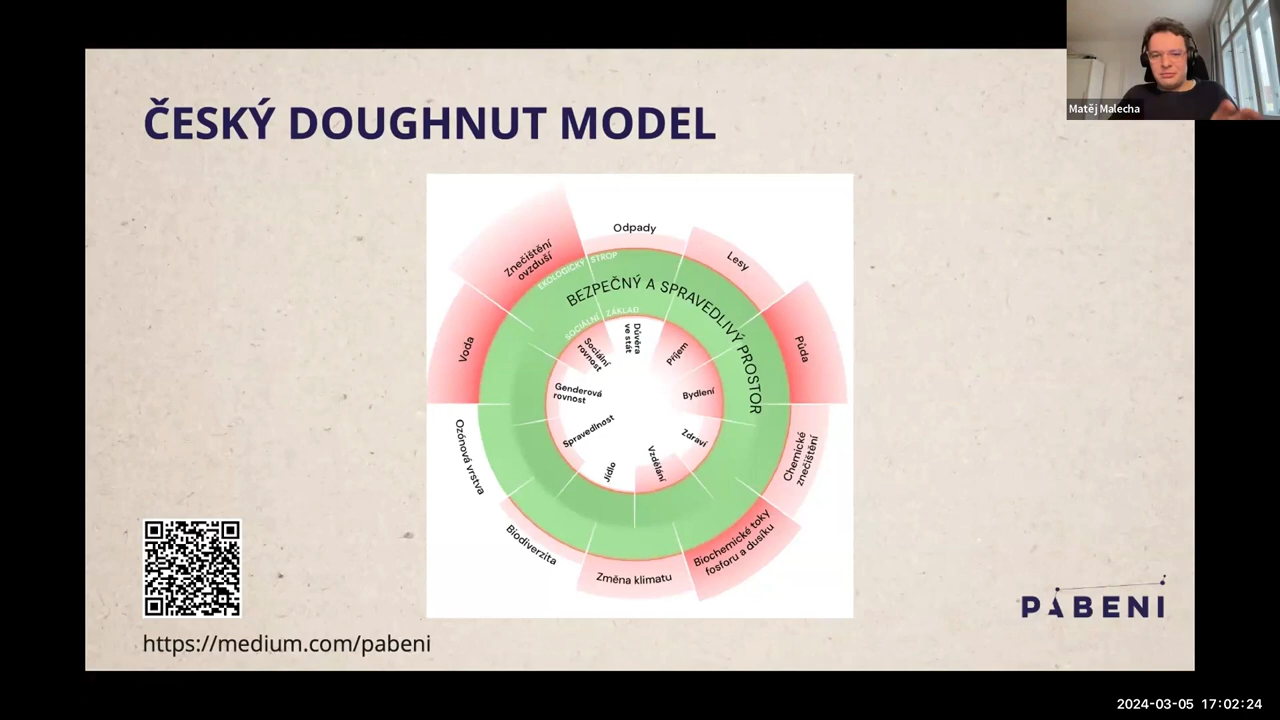 Matěj Malecha
ČESKÝ DOUGHNUT MODEL
Odpady
Znečištění
ovzduší
Lesy
EKOLOGICKÝ STROP
BEZPEČNÝ A SPRAVEDLIVÝ PROSTOR
SOCIÁLNÍ ZÁKLAD
Voda
Půda
Důvěra
ve stát
Sociální
rovnost
Příjem
Genderová
rovnost
Bydlení
Spravedlnost
Zdraví
Jídlo
Vzdělání
Ozónová vrstva
Chemické
znečištění
Biodiverzita
Změna klimatu
Biochemické toky
fosforu a dusíku
PABENI
https://medium.com/pabeni
2024-03-05 17:02:24